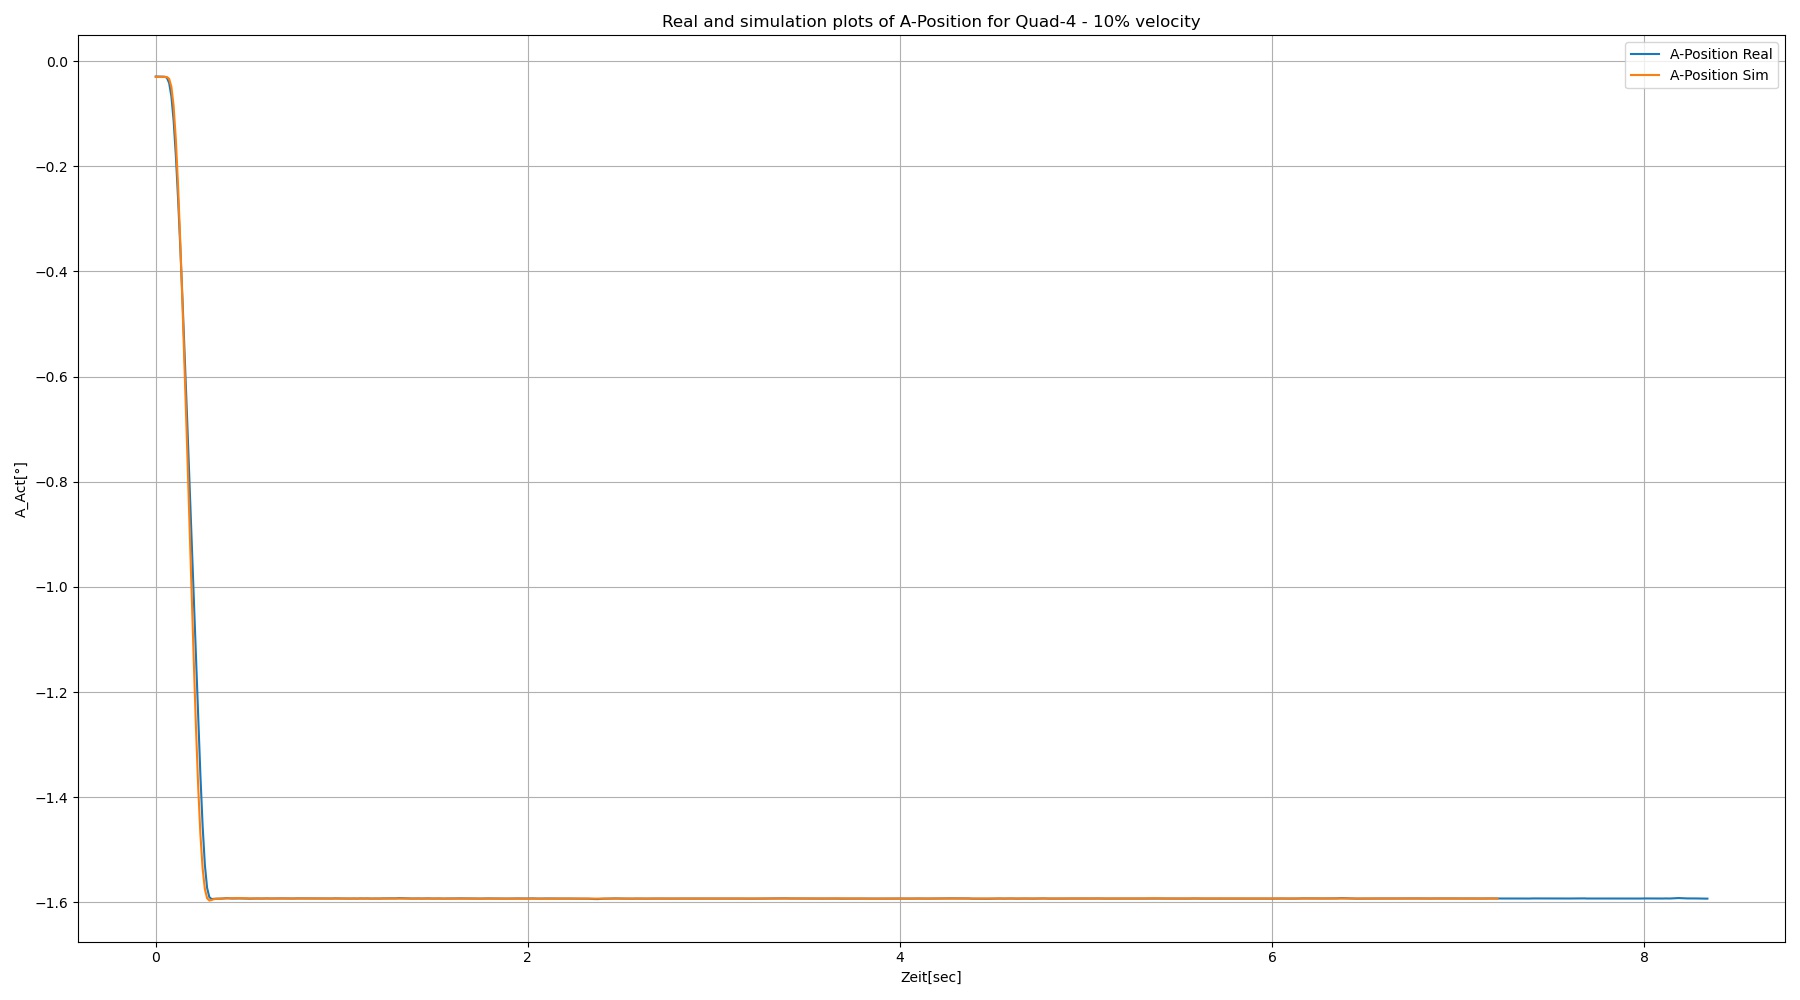 Real and simulation plots of A-Position for Quad-4 - 10% velocity
A-Position Real
A-Position Sim
0.0
−0.2
−0.4
−0.6
−0.8
−1.0
−1.2
−1.4
−1.6
A_Act[°]
0 2 4 6 8
Zeit[sec]